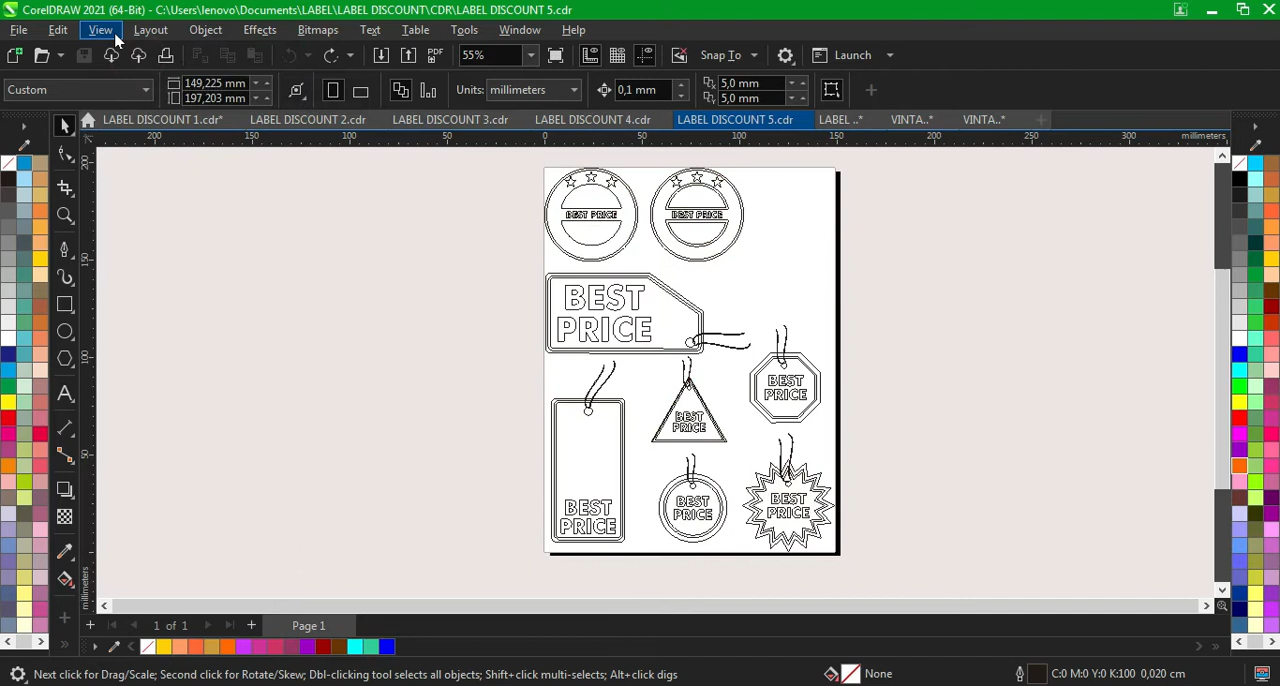 CorelDRAW 2021 (64-Bit) - C:\Users\lenovo\Documents\LABEL\LABEL DISCOUNT\CDR\LABEL DISCOUNT 5.cdr
File Edit View Layout Object Effects Bitmaps Text Table Tools Window Help
PDF 55% Snap To Launch
Custom 149,225 mm 197,203 mm Units: millimeters 0,1 mm 5,0 mm 5,0 mm
LABEL DISCOUNT 1.cdr* LABEL DISCOUNT 2.cdr LABEL DISCOUNT 3.cdr LABEL DISCOUNT 4.cdr LABEL DISCOUNT 5.cdr LABEL ..* VINTA..* VINTA..*
200 150 100 50 0 50 100 150 200 250 300 millimeters
200
150
100
50
millimeters
BEST PRICE
BEST PRICE
BEST
PRICE
BEST
PRICE
BEST
PRICE
BEST
PRICE
BEST
PRICE
BEST
PRICE
1 of 1 Page 1
Next click for Drag/Scale; Second click for Rotate/Skew; Dbl-clicking tool selects all objects; Shift+click multi-selects; Alt+click digs None C:0 M:0 Y:0 K:100 0,020 cm